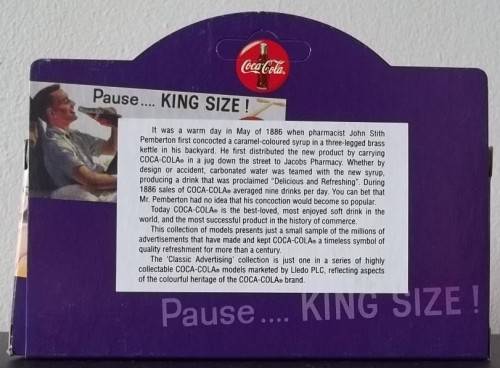 Coca-Cola
Pause.... KING SIZE !
It was a warm day in May of 1886 when pharmacist John Stith
Pemberton first concocted a caramel-coloured syrup in a three-legged brass
kettle in his backyard. He first distributed the new product by carrying
COCA-COLA® in a jug down the street to Jacobs Pharmacy. Whether by
design or accident, carbonated water was teamed with the new syrup,
producing a drink that was proclaimed "Delicious and Refreshing". During
1886 sales of COCA-COLA® averaged nine drinks per day. You can bet that
Mr. Pemberton had no idea that his concoction would become so popular.
Today COCA-COLA® is the best-loved, most enjoyed soft drink in the
world, and the most successful product in the history of commerce.
This collection of models presents just a small sample of the millions of
advertisements that have made and kept COCA-COLA® a timeless symbol of
quality refreshment for more than a century.
The 'Classic Advertising' collection is just one in a series of highly
collectable COCA-COLA® models marketed by Lledo PLC, reflecting aspects
of the colourful heritage of the COCA-COLA® brand.
Pause.... KING SIZE !